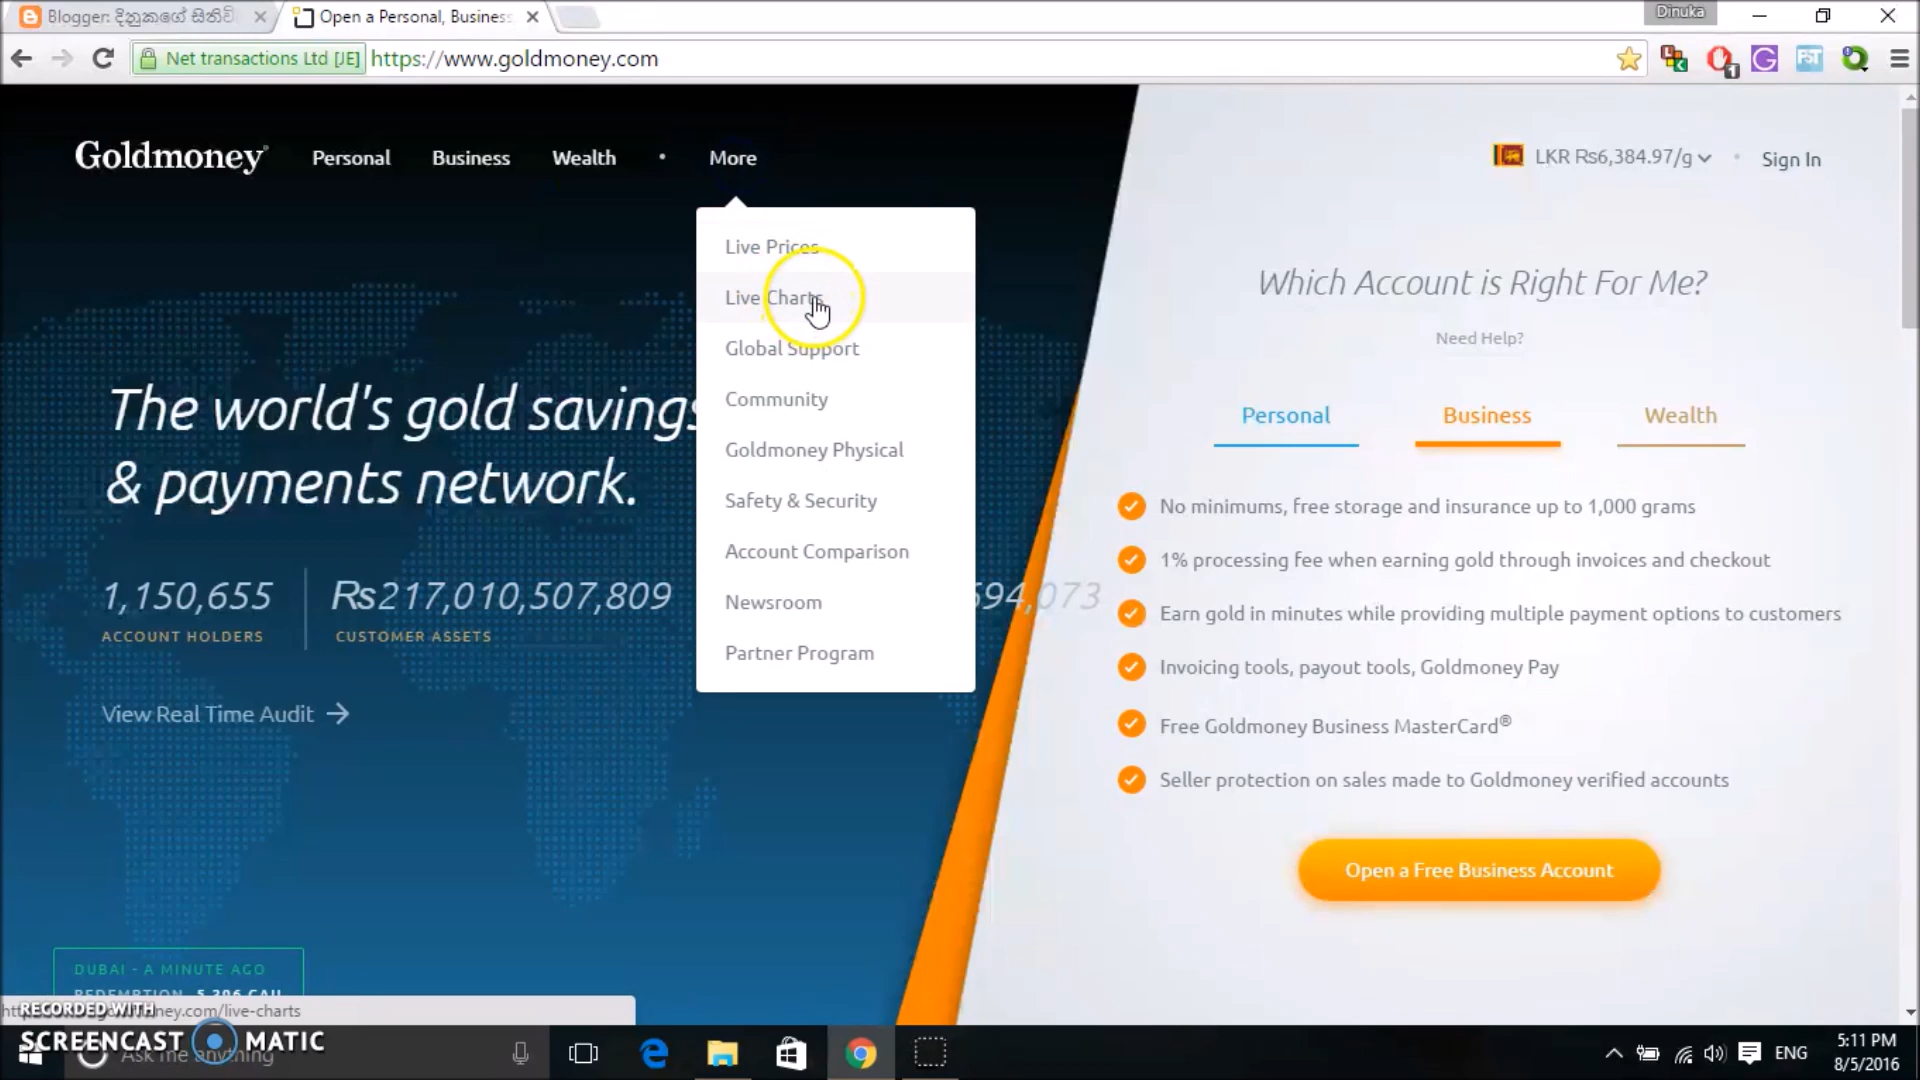 Blogger: දිනුකගේ සිතිවි
Open a Personal, Business
Dinuka
Net transactions Ltd [JE]
https://www.goldmoney.com
1
FST
Goldmoney
Personal
Business
Wealth
•
More
LKR Rs6,384.97/g
•
Sign In
Live Prices
Live Charts
Global Support
Community
Goldmoney Physical
Safety & Security
Account Comparison
Newsroom
Partner Program
The world's gold savings
& payments network.
1,150,655
ACCOUNT HOLDERS
Rs217,010,507,809
CUSTOMER ASSETS
594,073
View Real Time Audit →
DUBAI - A MINUTE AGO
Which Account is Right For Me?
Need Help?
Personal
Business
Wealth
No minimums, free storage and insurance up to 1,000 grams
1% processing fee when earning gold through invoices and checkout
Earn gold in minutes while providing multiple payment options to customers
Invoicing tools, payout tools, Goldmoney Pay
Free Goldmoney Business MasterCard®
Seller protection on sales made to Goldmoney verified accounts
Open a Free Business Account
RECORDED WITH
ney.com/live-charts
SCREENCAST MATIC
Ask me anything
ENG
5:11 PM
8/5/2016